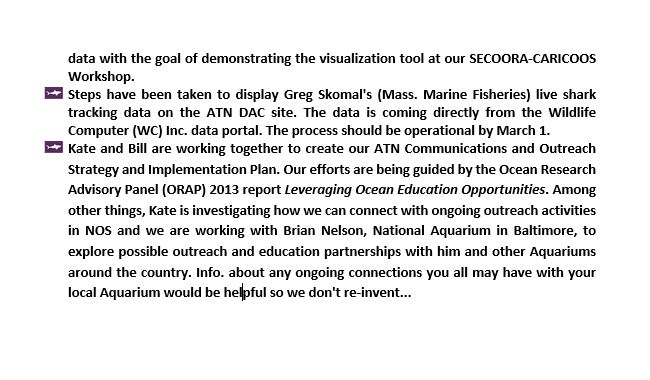 data with the goal of demonstrating the visualization tool at our SECOORA-CARICOOS
Workshop.
Steps have been taken to display Greg Skomal's (Mass. Marine Fisheries) live shark
tracking data on the ATN DAC site. The data is coming directly from the Wildlife
Computer (WC) Inc. data portal. The process should be operational by March 1.
Kate and Bill are working together to create our ATN Communications and Outreach
Strategy and Implementation Plan. Our efforts are being guided by the Ocean Research
Advisory Panel (ORAP) 2013 report Leveraging Ocean Education Opportunities. Among
other things, Kate is investigating how we can connect with ongoing outreach activities
in NOS and we are working with Brian Nelson, National Aquarium in Baltimore, to
explore possible outreach and education partnerships with him and other Aquariums
around the country. Info. about any ongoing connections you all may have with your
local Aquarium would be helpful so we don't re-invent...